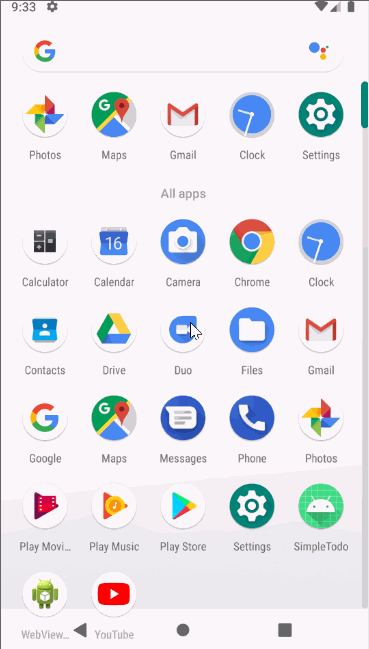 9:33
Photos Maps Gmail Clock Settings
All apps
Calculator Calendar Camera Chrome Clock
Contacts Drive Duo Files Gmail
Google Maps Messages Phone Photos
Play Movi... Play Music Play Store Settings SimpleTodo
WebView... YouTube